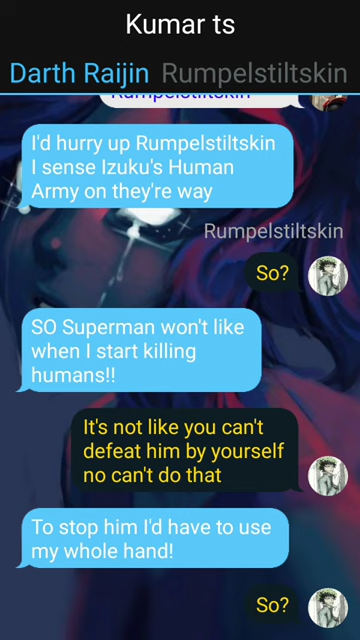 Kumar ts
Darth Raijin Rumpelstiltskin
Rumpelstiltskin
I'd hurry up Rumpelstiltskin
I sense Izuku's Human
Army on they're way
Rumpelstiltskin
So?
SO Superman won't like
when I start killing
humans!!
It's not like you can't
defeat him by yourself
no can't do that
To stop him I'd have to use
my whole hand!
So?